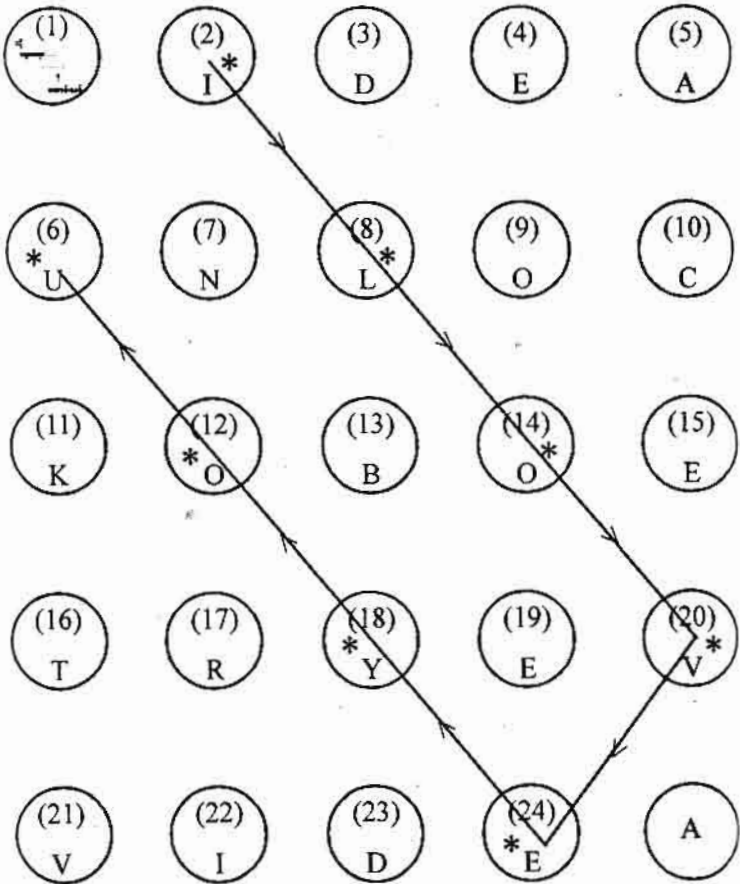 (1) (2) (3) (4) (5)
* I D E A
(6) (7) (8) (9) (10)
* U N L * O C
(11) (12) (13) (14) (15)
K * O B O * E
(16) (17) (18) (19) (20)
T R * Y E V *
(21) (22) (23) (24) A
V I D * E